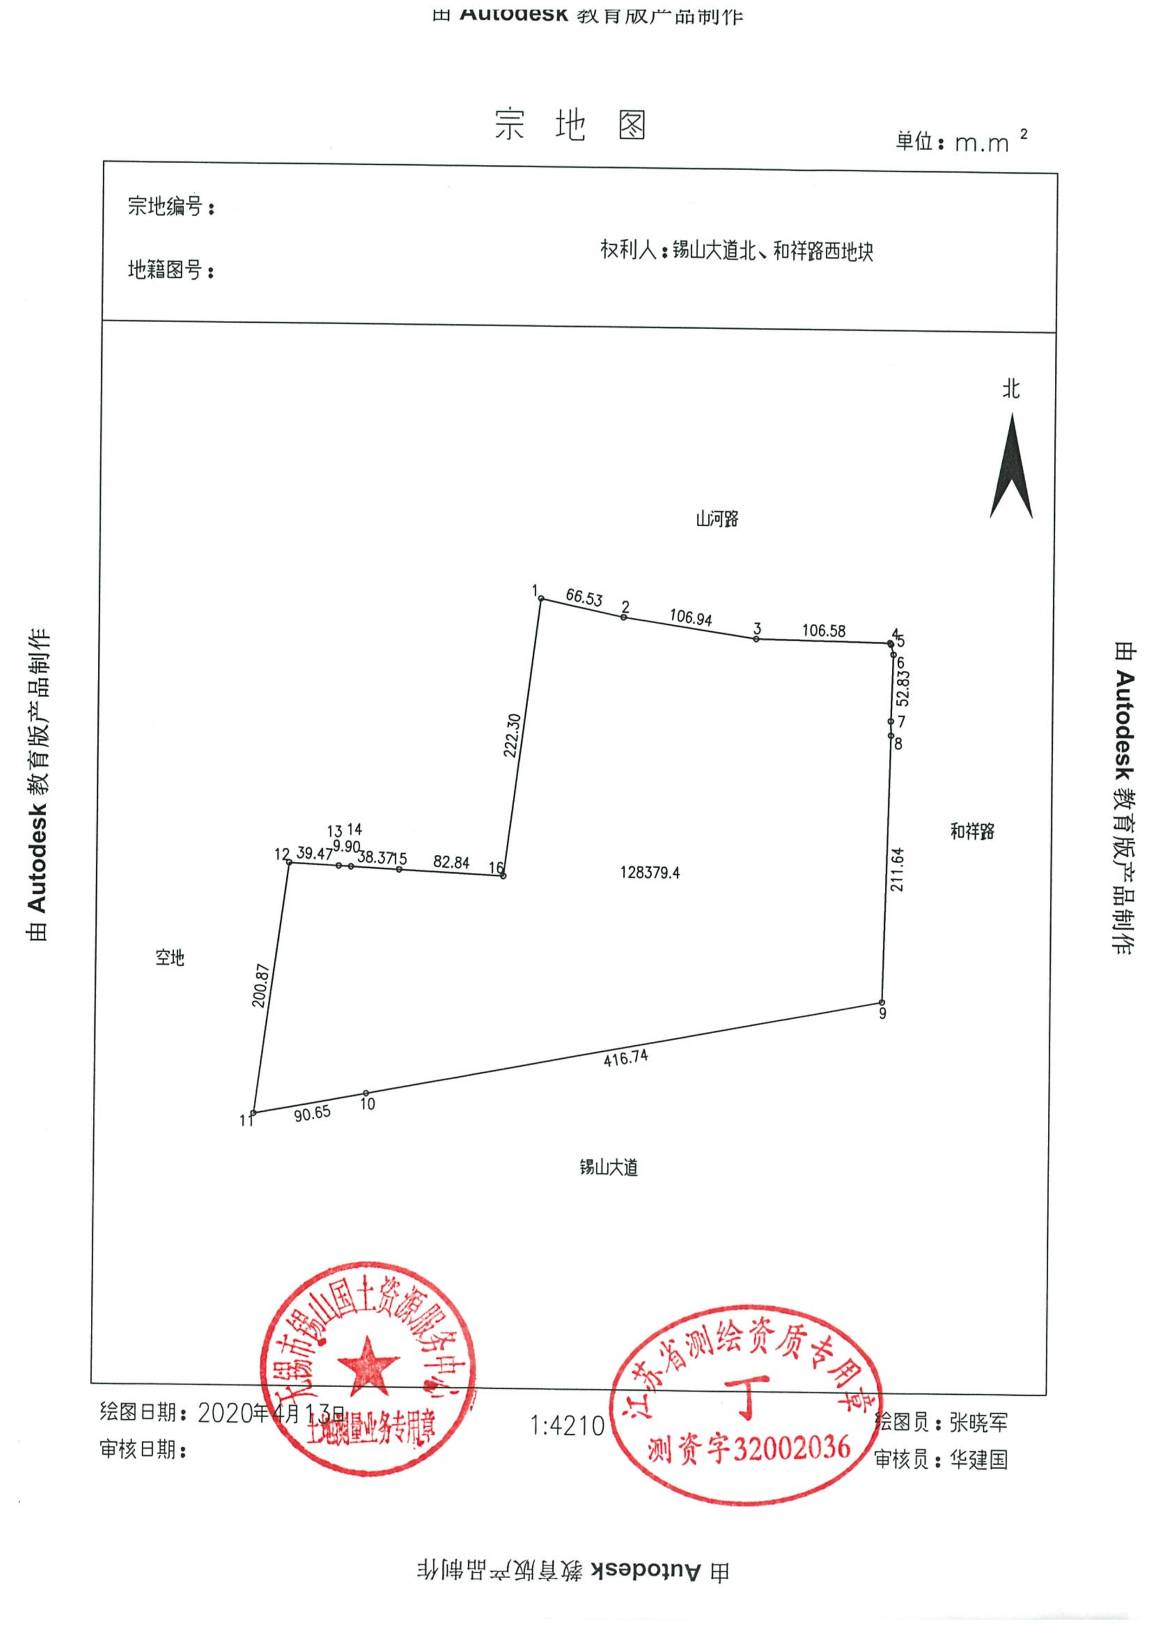 由 Autodesk 教育版产品制作
宗 地 图
单位：m.m²
宗地编号：
权利人：锡山大道北、和祥路西地块
地籍图号：
北
山河路
1
66.53
2
106.94
3
106.58
4
5
6
52.83
7
8
222.30
由 Autodesk 教育版产品制作
由 Autodesk 教育版产品制作
和祥路
13 14
9.90
12
39.47
38.37
15
82.84
16
128379.4
211.64
空地
200.87
9
416.74
10
90.65
11
锡山大道
无锡市锡山国土资源服务中心
土地测量业务专用章
江苏省测绘资质专用章
丁
测资字32002036
绘图日期：2020年4月13日
1:4210
绘图员：张晓军
审核日期：
审核员：华建国
由 Autodesk 教育版产品制作